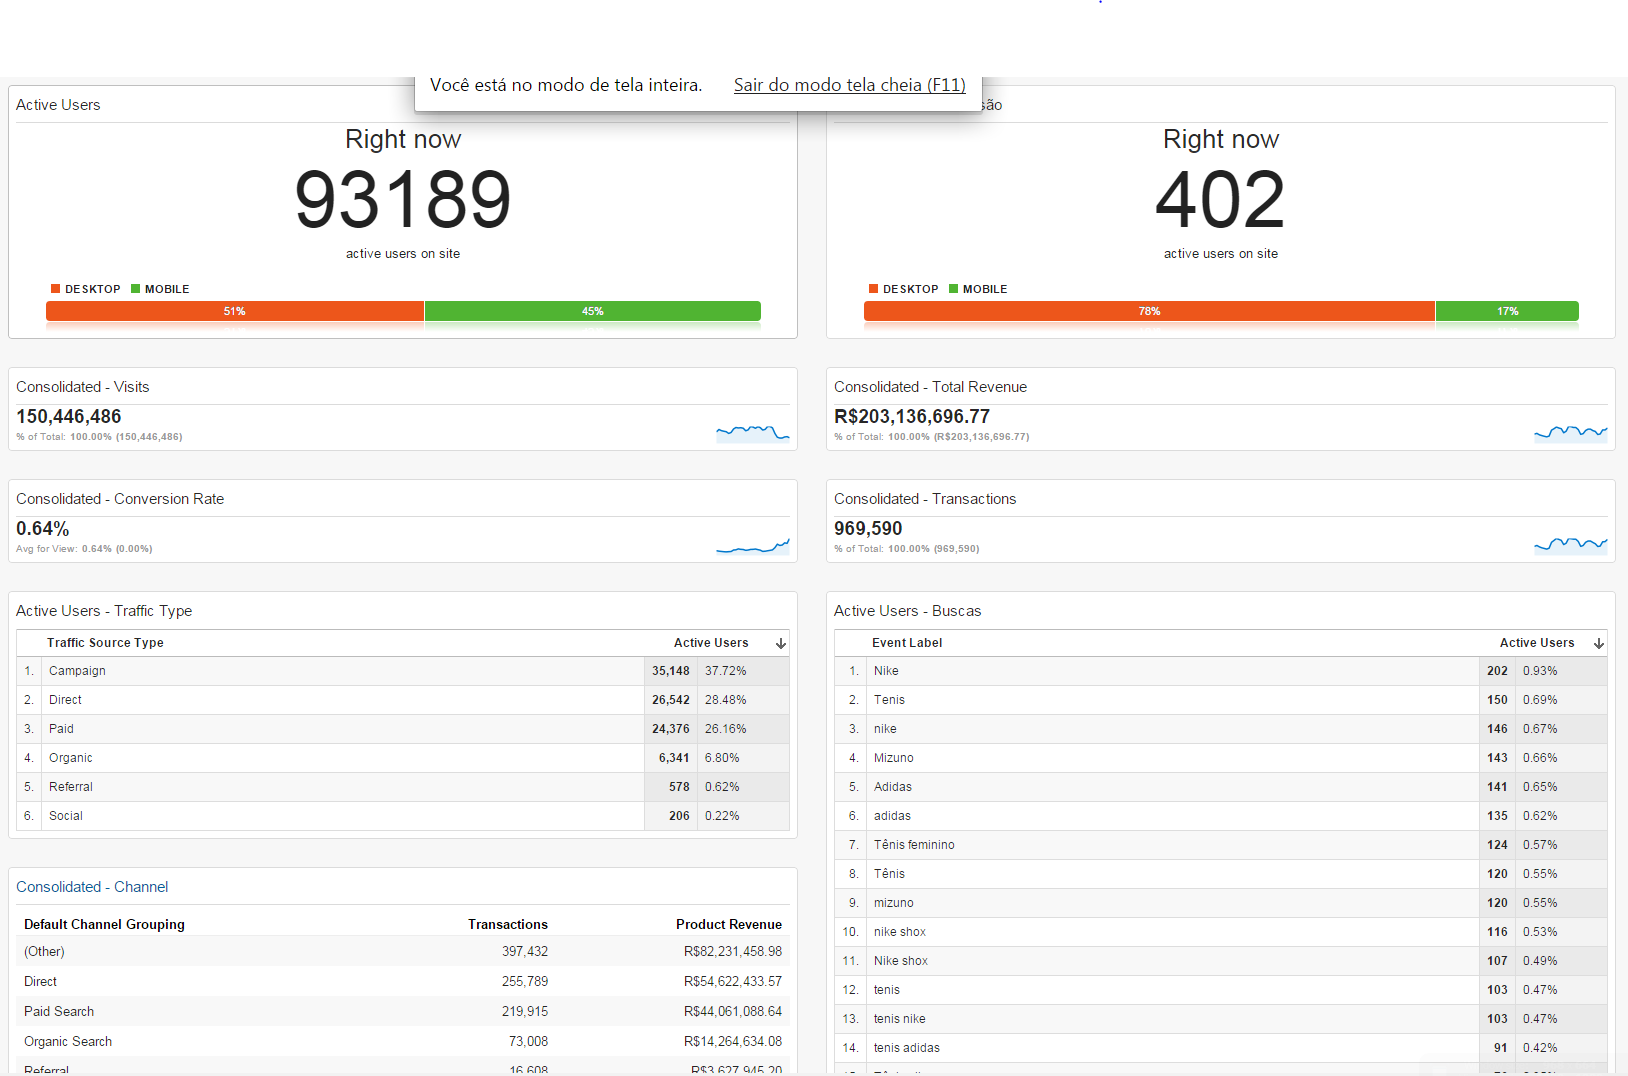 Você está no modo de tela inteira. Sair do modo tela cheia (F11)
Active Users
Right now
93189
active users on site
DESKTOP MOBILE
51% 45%
são
Right now
402
active users on site
DESKTOP MOBILE
78% 17%
Consolidated - Visits
150,446,486
% of Total: 100.00% (150,446,486)
Consolidated - Total Revenue
R$203,136,696.77
% of Total: 100.00% (R$203,136,696.77)
Consolidated - Conversion Rate
0.64%
Avg for View: 0.64% (0.00%)
Consolidated - Transactions
969,590
% of Total: 100.00% (969,590)
Active Users - Traffic Type
Traffic Source Type Active Users
1. Campaign 35,148 37.72%
2. Direct 26,542 28.48%
3. Paid 24,376 26.16%
4. Organic 6,341 6.80%
5. Referral 578 0.62%
6. Social 206 0.22%
Consolidated - Channel
Default Channel Grouping Transactions Product Revenue
(Other) 397,432 R$82,231,458.98
Direct 255,789 R$54,622,433.57
Paid Search 219,915 R$44,061,088.64
Organic Search 73,008 R$14,264,634.08
Referral 16,608 R$3,627,945.20
Active Users - Buscas
Event Label Active Users
1. Nike 202 0.93%
2. Tenis 150 0.69%
3. nike 146 0.67%
4. Mizuno 143 0.66%
5. Adidas 141 0.65%
6. adidas 135 0.62%
7. Tênis feminino 124 0.57%
8. Tênis 120 0.55%
9. mizuno 120 0.55%
10. nike shox 116 0.53%
11. Nike shox 107 0.49%
12. tenis 103 0.47%
13. tenis nike 103 0.47%
14. tenis adidas 91 0.42%